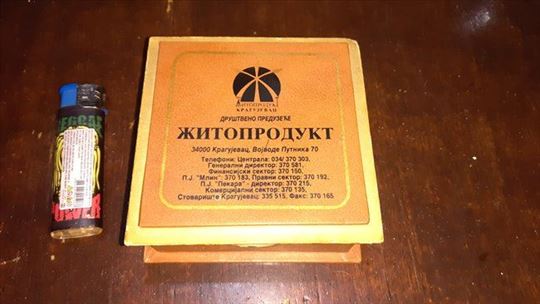 ЖИТОПРОДУКТ
КРАГУЈЕВАЦ
ДРУШТВЕНО ПРЕДУЗЕЋЕ
ЖИТОПРОДУКТ
34000 Крагујевац, Војводе Путника 70
Телефони: Централа: 034/ 370 303,
Генерални директор: 370 581,
Финансијски сектор: 370 150,
П.Ј. "Млин": 370 183, Правни сектор: 370 192,
П.Ј. "Пекара" - директор: 370 215,
Комерцијални сектор: 370 135,
Стовариште Крагујевац: 335 515, Факс: 370 165
REGGAE
POWER